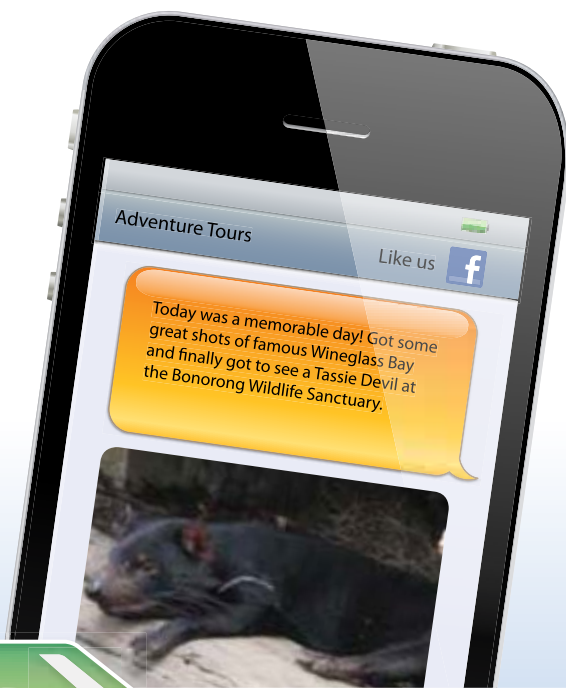 Adventure Tours
Like us
f
Today was a memorable day! Got some
great shots of famous Wineglass Bay
and finally got to see a Tassie Devil at
the Bonorong Wildlife Sanctuary.